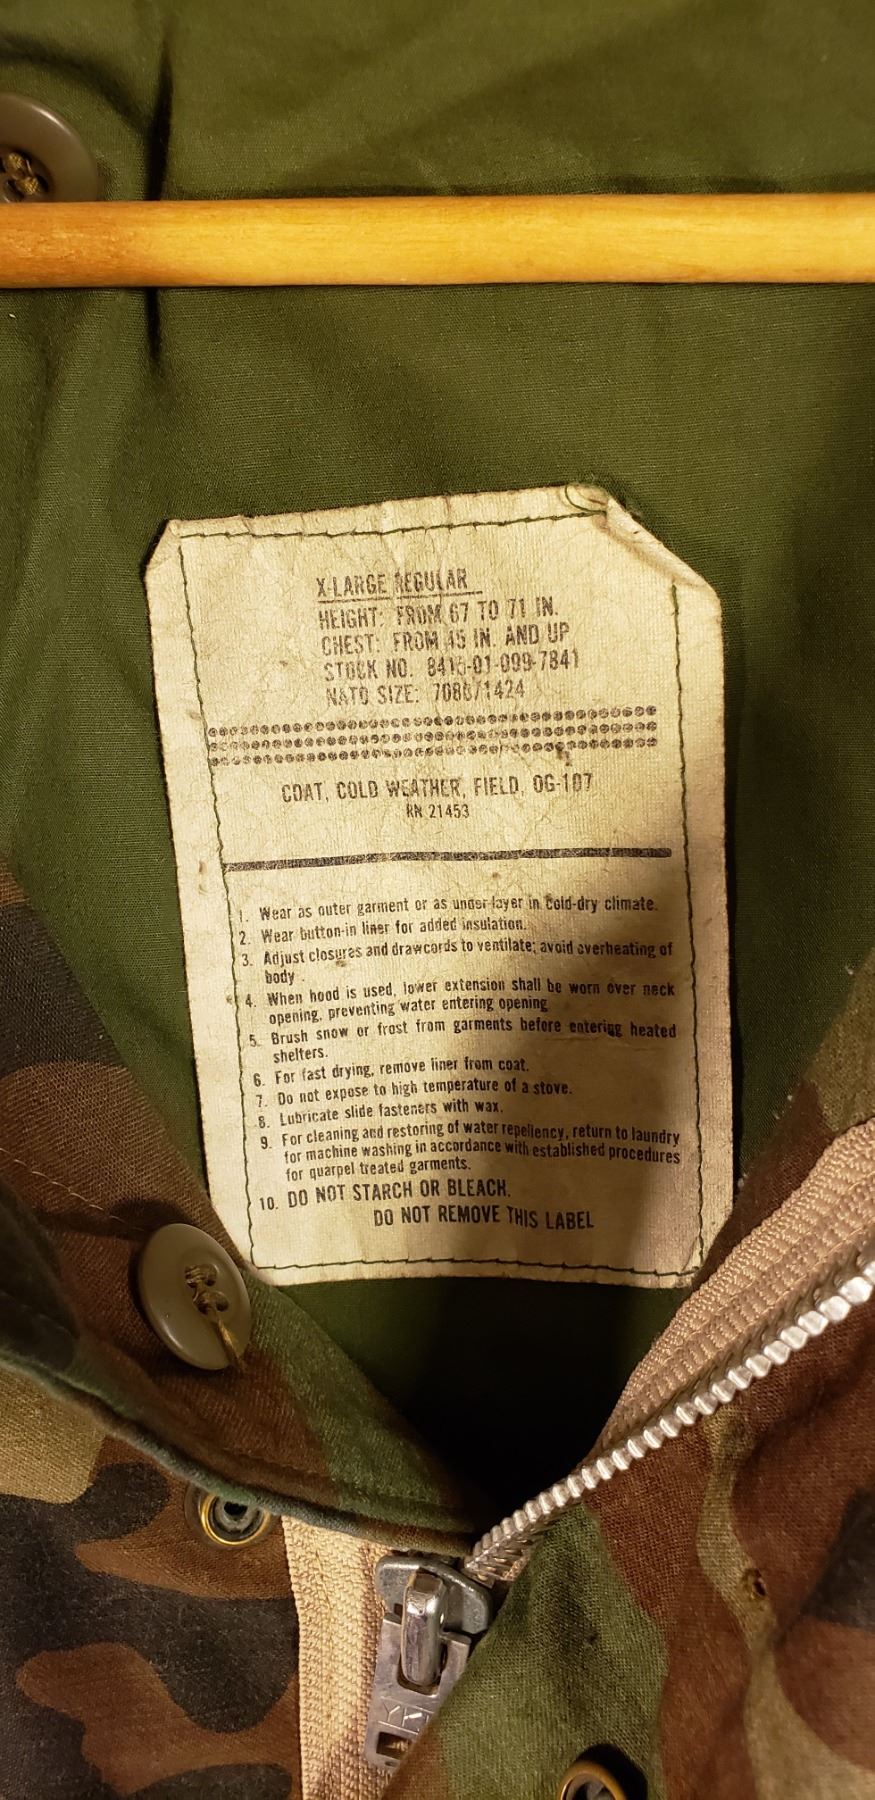 X-LARGE REGULAR
HEIGHT: FROM 67 TO 71 IN.
CHEST: FROM 45 IN. AND UP
STOCK NO. 8415-01-099-7841
NATO SIZE: 7080/1424
COAT, COLD WEATHER, FIELD, OG-107
RN 21453
1. Wear as outer garment or as under-layer in cold-dry climate.
2. Wear button-in liner for added insulation.
3. Adjust closures and drawcords to ventilate; avoid overheating of
body.
4. When hood is used, lower extension shall be worn over neck
opening, preventing water entering opening
5. Brush snow or frost from garments before entering heated
shelters.
6. For fast drying, remove liner from coat.
7. Do not expose to high temperature of a stove.
8. Lubricate slide fasteners with wax.
9. For cleaning and restoring of water repellency, return to laundry
for machine washing in accordance with established procedures
for quarpel treated garments.
10. DO NOT STARCH OR BLEACH.
DO NOT REMOVE THIS LABEL